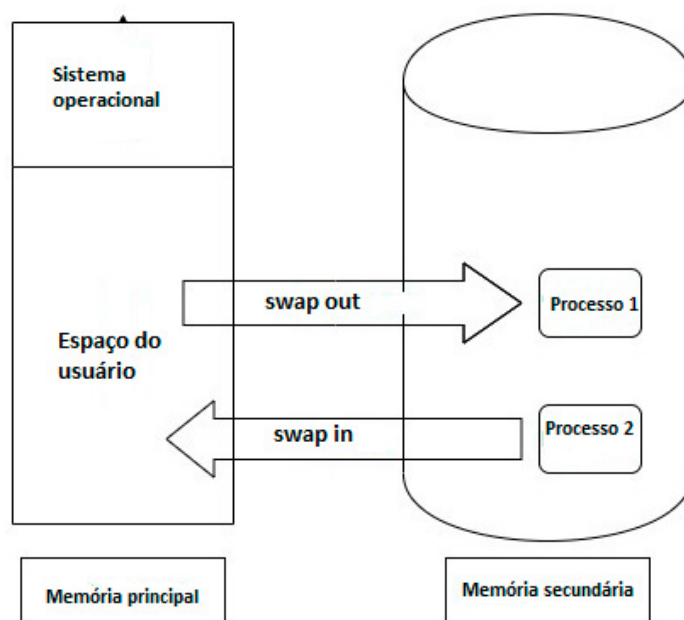 Sistema
operacional
swap out
Processo 1
Espaço do
usuário
swap in
Processo 2
Memória principal
Memória secundária